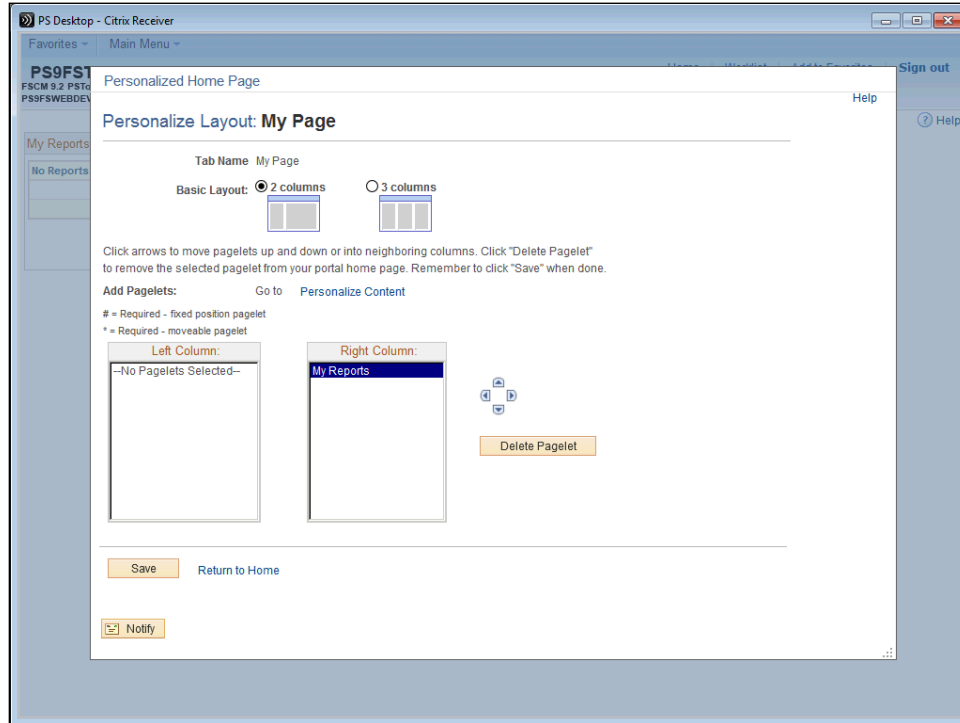 PS Desktop - Citrix Receiver
Favorites Main Menu
PS9FST
FSCM 9.2 PSTo
PS9FSWEBDEV
Home Worklist Add to Favorites Sign out
Help
My Reports
No Reports
Personalized Home Page
Help
Personalize Layout: My Page
Tab Name My Page
Basic Layout: 2 columns 3 columns
Click arrows to move pagelets up and down or into neighboring columns. Click "Delete Pagelet"
to remove the selected pagelet from your portal home page. Remember to click "Save" when done.
Add Pagelets: Go to Personalize Content
# = Required - fixed position pagelet
* = Required - moveable pagelet
Left Column: Right Column:
--No Pagelets Selected-- My Reports
Delete Pagelet
Save Return to Home
Notify